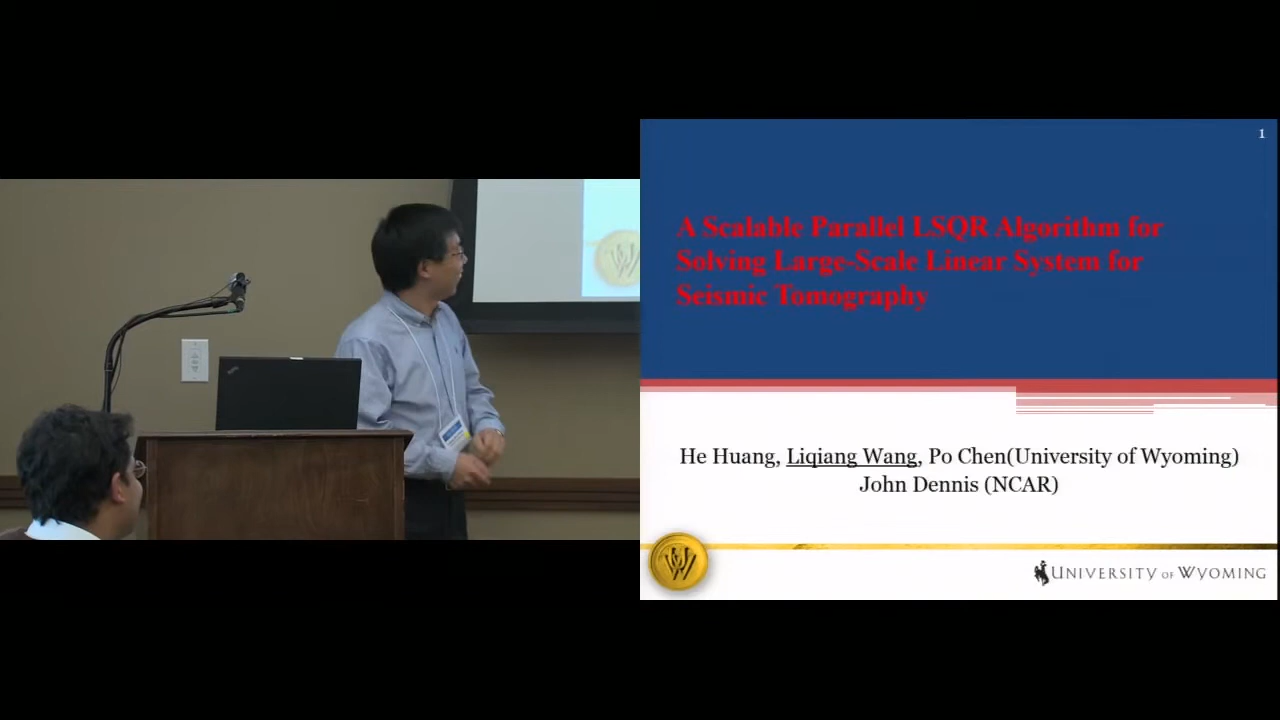 1
A Scalable Parallel LSQR Algorithm for
Solving Large-Scale Linear System for
Seismic Tomography
He Huang, Liqiang Wang, Po Chen(University of Wyoming)
John Dennis (NCAR)
UNIVERSITY OF WYOMING